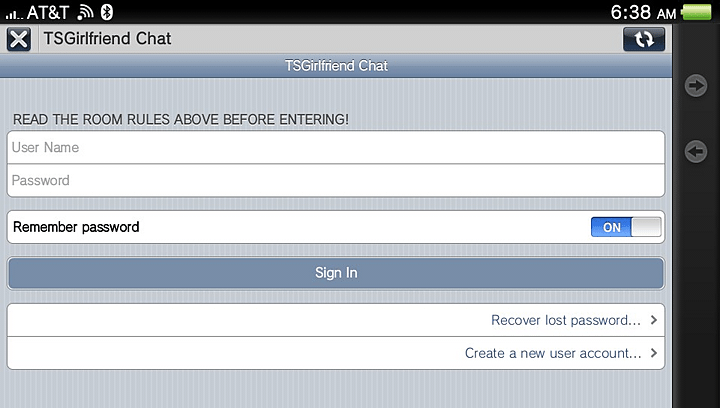 AT&T 6:38 AM
TSGirlfriend Chat
TSGirlfriend Chat
READ THE ROOM RULES ABOVE BEFORE ENTERING!
User Name
Password
Remember password ON
Sign In
Recover lost password...
Create a new user account...